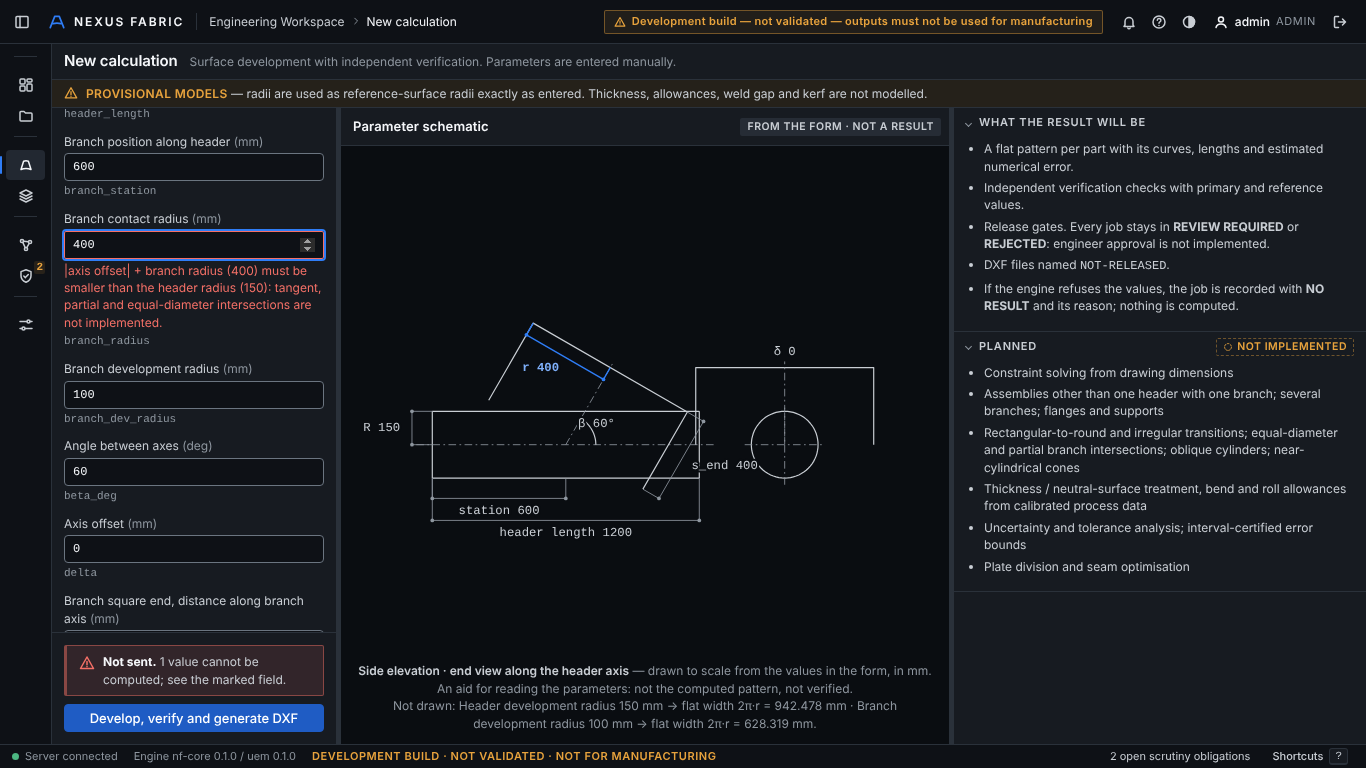 NEXUS FABRIC
Engineering Workspace > New calculation
Development build — not validated — outputs must not be used for manufacturing
admin ADMIN
New calculation
Surface development with independent verification. Parameters are entered manually.
PROVISIONAL MODELS — radii are used as reference-surface radii exactly as entered. Thickness, allowances, weld gap and kerf are not modelled.
2
header_length
Branch position along header (mm)
600
branch_station
Branch contact radius (mm)
400
|axis offset| + branch radius (400) must be
smaller than the header radius (150): tangent,
partial and equal-diameter intersections are
not implemented.
branch_radius
Branch development radius (mm)
100
branch_dev_radius
Angle between axes (deg)
60
beta_deg
Axis offset (mm)
0
delta
Branch square end, distance along branch
axis (mm)
Not sent. 1 value cannot be
computed; see the marked field.
Develop, verify and generate DXF
Parameter schematic
FROM THE FORM · NOT A RESULT
δ 0
r 400
R 150
β 60°
s_end 400
station 600
header length 1200
Side elevation · end view along the header axis — drawn to scale from the values in the form, in mm.
An aid for reading the parameters: not the computed pattern, not verified.
Not drawn: Header development radius 150 mm → flat width 2π·r = 942.478 mm · Branch
development radius 100 mm → flat width 2π·r = 628.319 mm.
WHAT THE RESULT WILL BE
• A flat pattern per part with its curves, lengths and estimated
numerical error.
• Independent verification checks with primary and reference
values.
• Release gates. Every job stays in REVIEW REQUIRED or
REJECTED: engineer approval is not implemented.
• DXF files named NOT-RELEASED.
• If the engine refuses the values, the job is recorded with NO
RESULT and its reason; nothing is computed.
PLANNED
NOT IMPLEMENTED
• Constraint solving from drawing dimensions
• Assemblies other than one header with one branch; several
branches; flanges and supports
• Rectangular-to-round and irregular transitions; equal-diameter
and partial branch intersections; oblique cylinders; near-
cylindrical cones
• Thickness / neutral-surface treatment, bend and roll allowances
from calibrated process data
• Uncertainty and tolerance analysis; interval-certified error
bounds
• Plate division and seam optimisation
Server connected
Engine nf-core 0.1.0 / uem 0.1.0
DEVELOPMENT BUILD · NOT VALIDATED · NOT FOR MANUFACTURING
2 open scrutiny obligations
Shortcuts ?